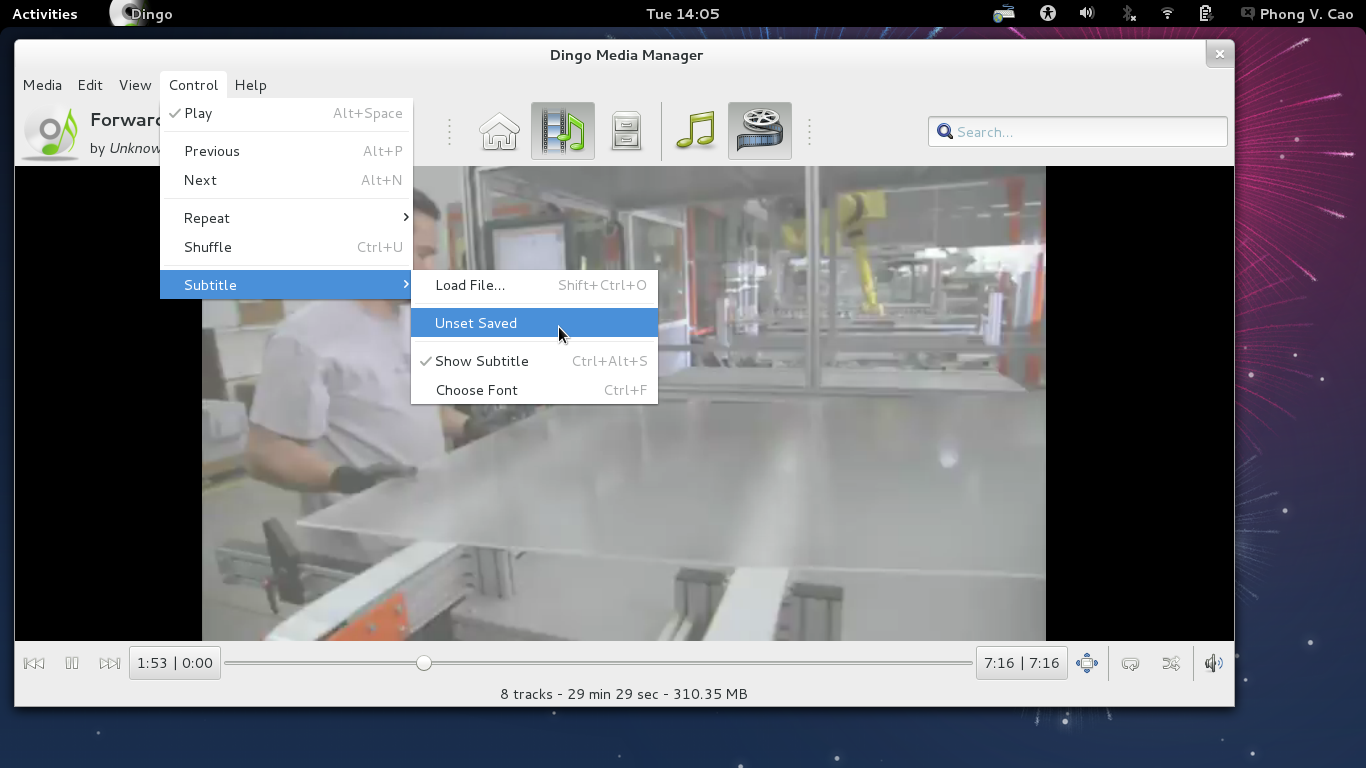 Activities Dingo Tue 14:05 Phong V. Cao
Dingo Media Manager
Media Edit View Control Help
Play Alt+Space
Previous Alt+P
Next Alt+N
Repeat
Shuffle Ctrl+U
Subtitle
Forward
by Unknow
Search...
Load File... Shift+Ctrl+O
Unset Saved
Show Subtitle Ctrl+Alt+S
Choose Font Ctrl+F
1:53 | 0:00 7:16 | 7:16
8 tracks - 29 min 29 sec - 310.35 MB